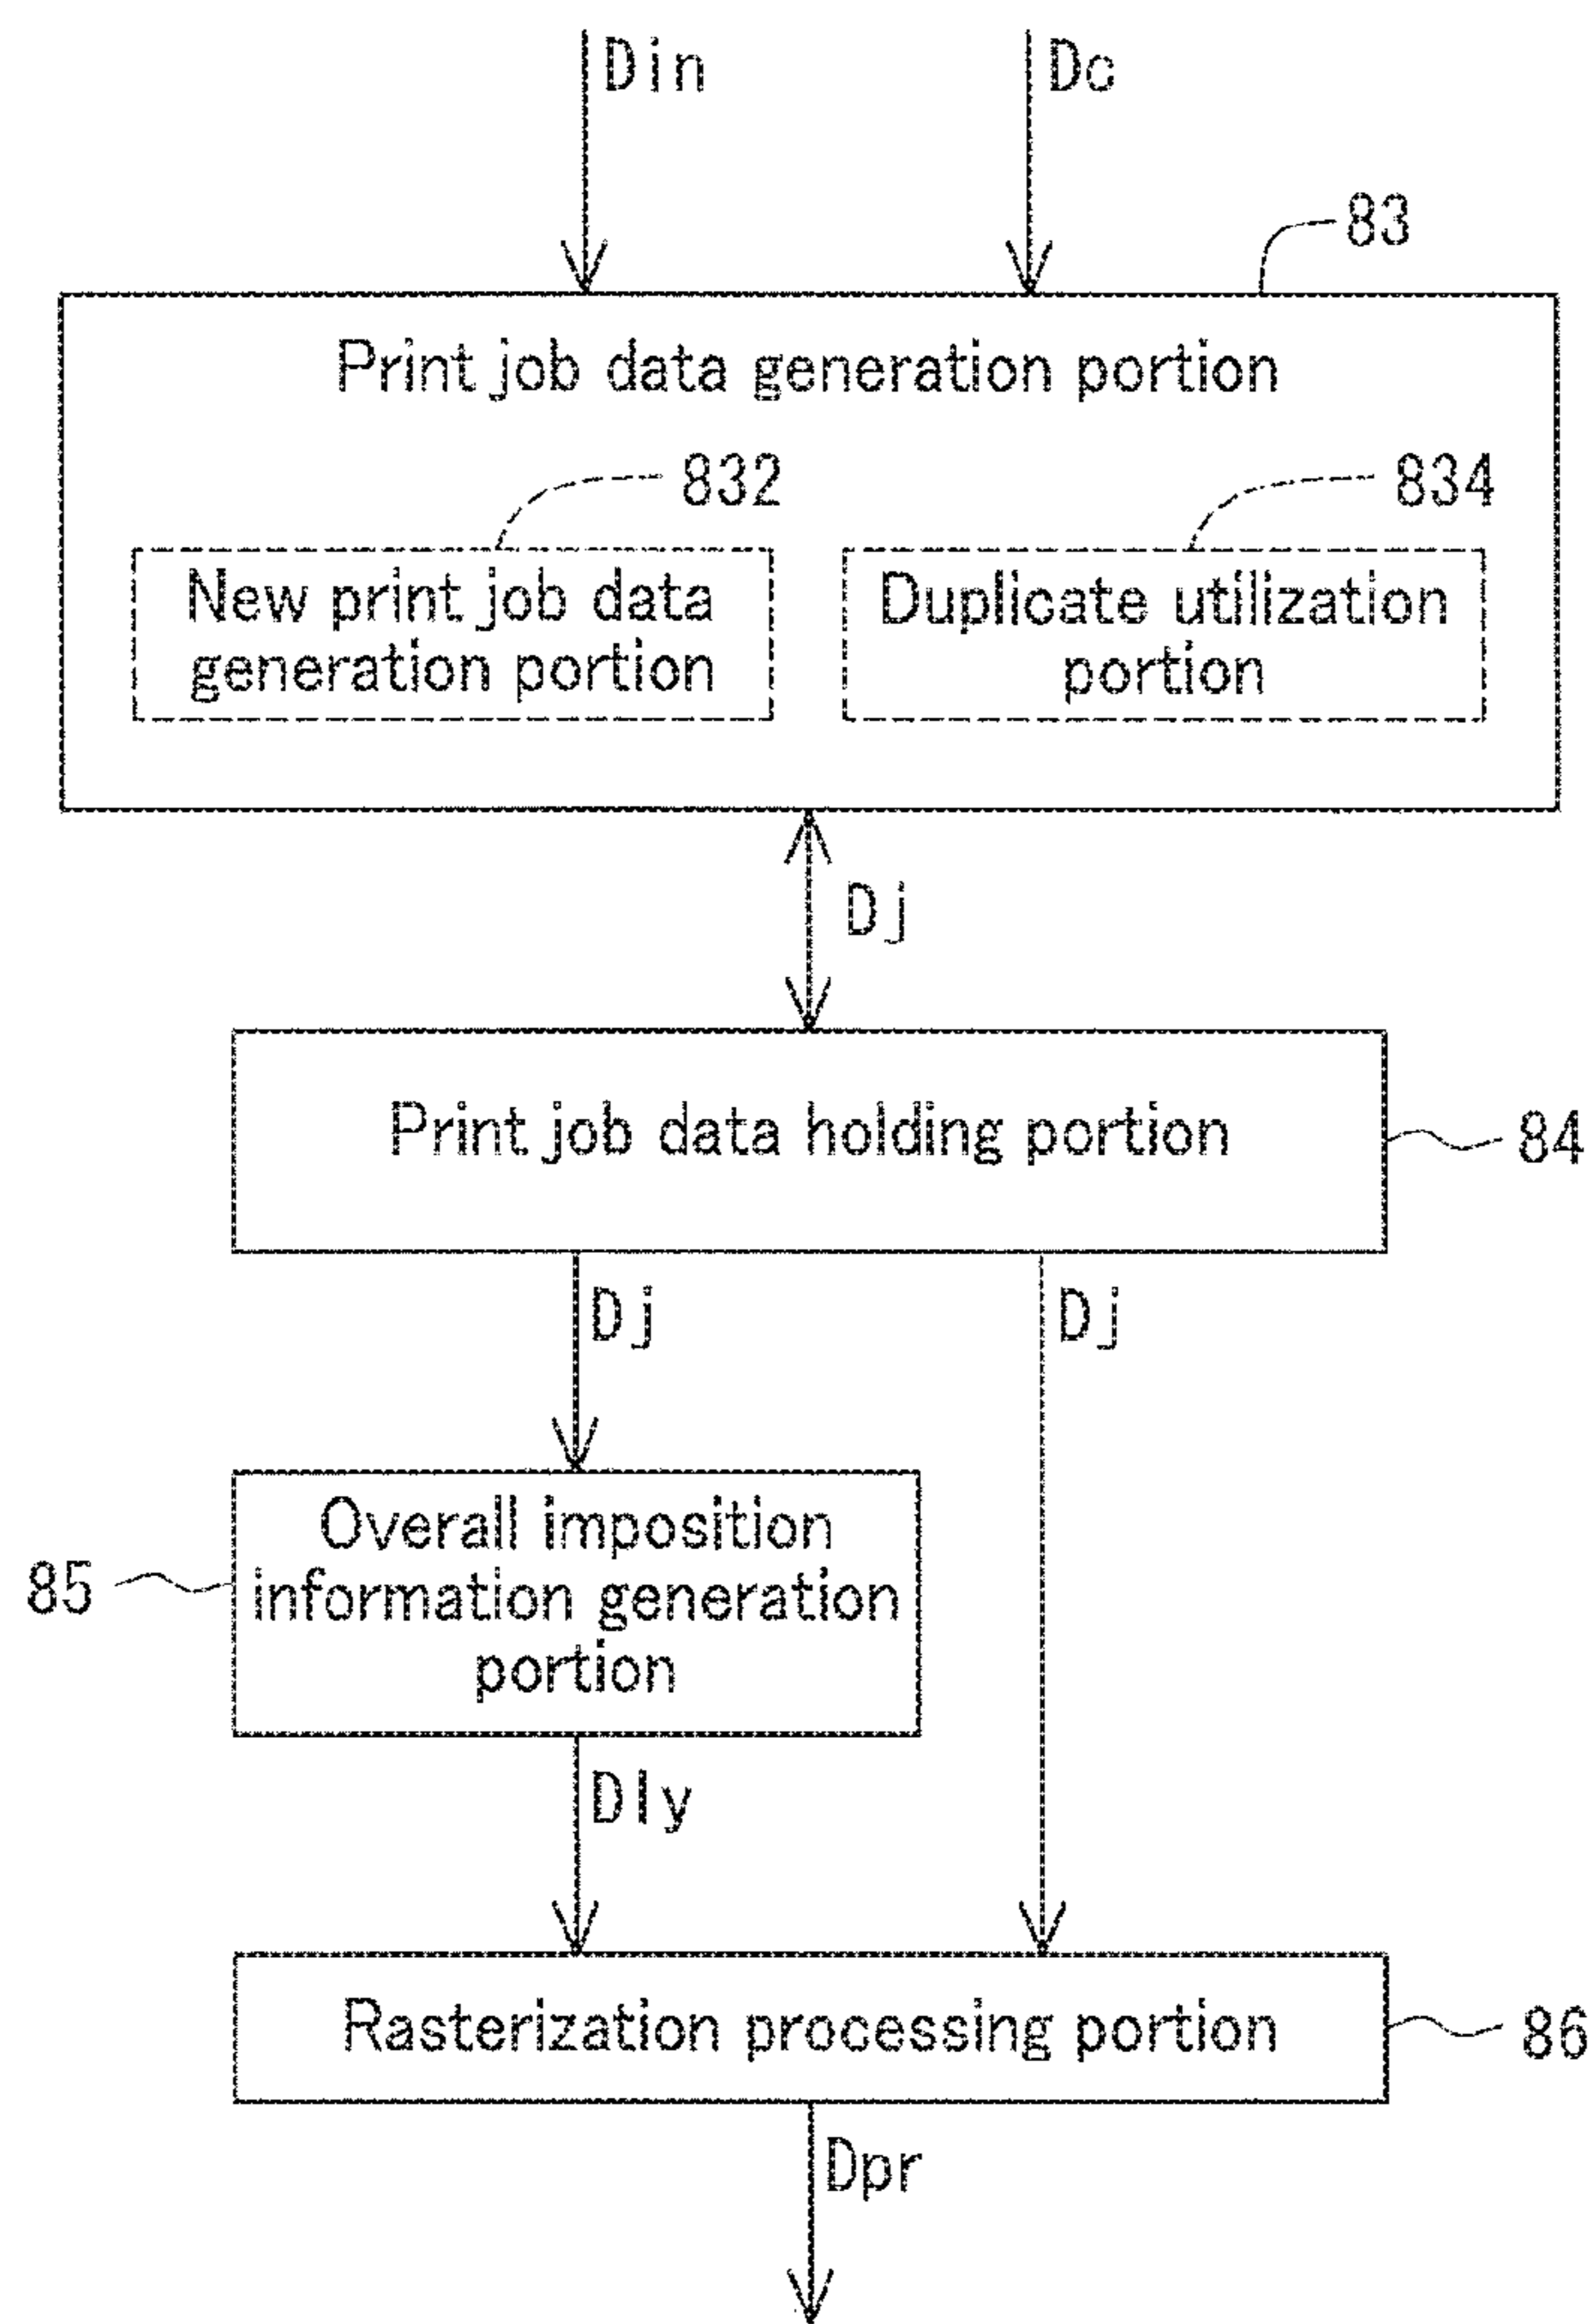 Din
Dc
83
Print job data generation portion
832
834
New print job data
generation portion
Duplicate utilization
portion
Dj
Print job data holding portion
84
Dj
Dj
Overall imposition
information generation
portion
85
Dly
Rasterization processing portion
86
Dpr